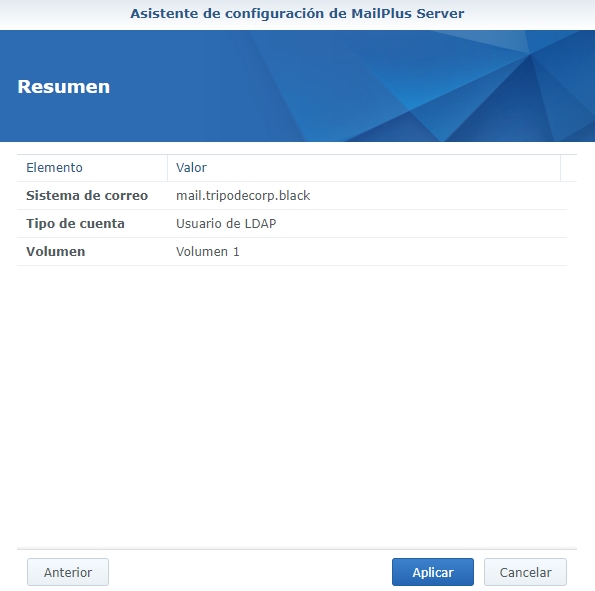 Asistente de configuración de MailPlus Server
Resumen
Elemento Valor
Sistema de correo mail.tripodecorp.black
Tipo de cuenta Usuario de LDAP
Volumen Volumen 1
Anterior Aplicar Cancelar